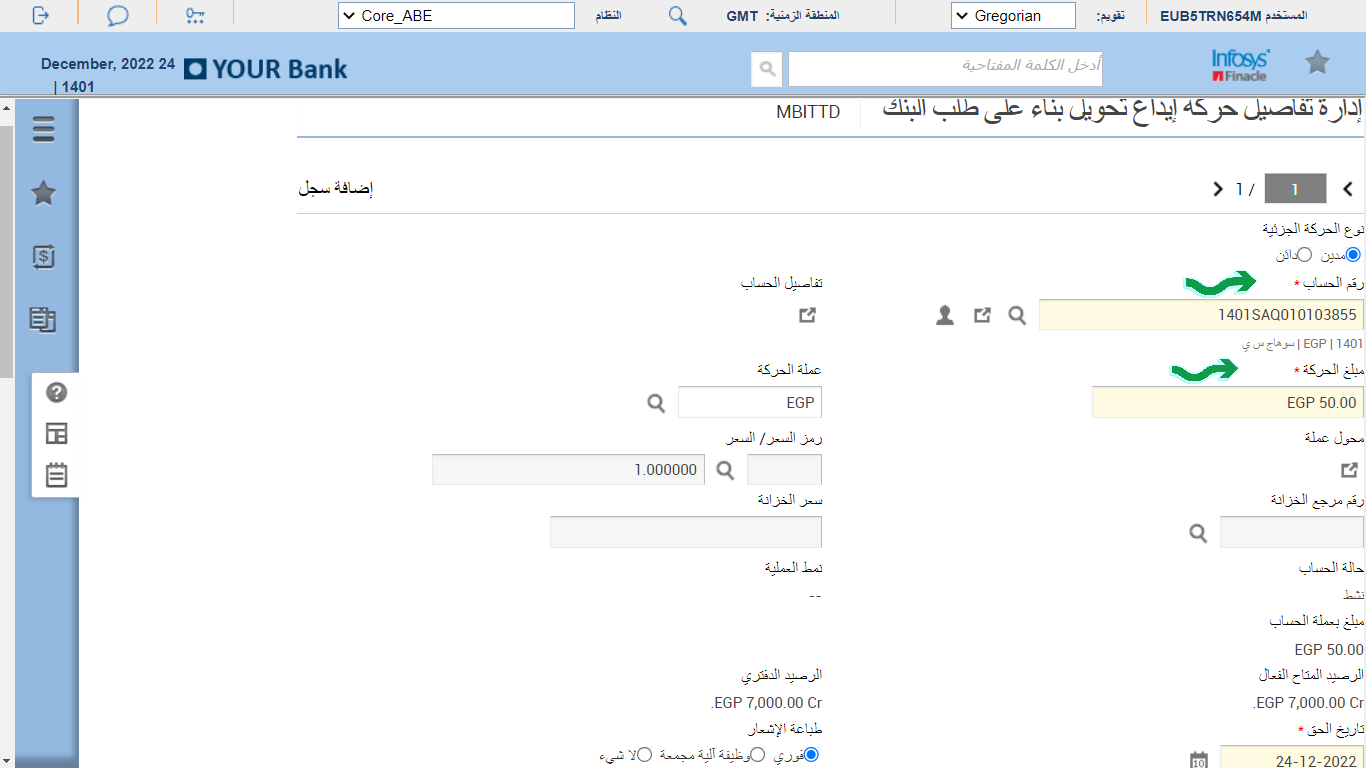 المستخدم EUB5TRN654M
تقويم: Gregorian
المنطقة الزمنية: GMT
النظام Core_ABE
Infosys Finacle
أدخل الكلمة المفتاحية
YOUR Bank
December, 2022 24
| 1401
إدارة تفاصيل حركة إيداع تحويل بناء على طلب البنك
MBITTD
1 / 1
إضافة سجل
نوع الحركة الجزئية
مدين دائن
رقم الحساب *
تفاصيل الحساب
1401SAQ010103855
1401 | EGP | سوهاج س ي
مبلغ الحركة *
عملة الحركة
EGP 50.00
EGP
محول عملة
رمز السعر/ السعر
1.000000
رقم مرجع الخزانة
سعر الخزانة
حالة الحساب
نمط العملية
نشط
--
مبلغ بعملة الحساب
EGP 50.00
الرصيد المتاح الفعال
الرصيد الدفتري
EGP 7,000.00 Cr.
EGP 7,000.00 Cr.
تاريخ الحق *
طباعة الإشعار
فوري وظيفة آلية مجمعة لا شيء
24-12-2022
10